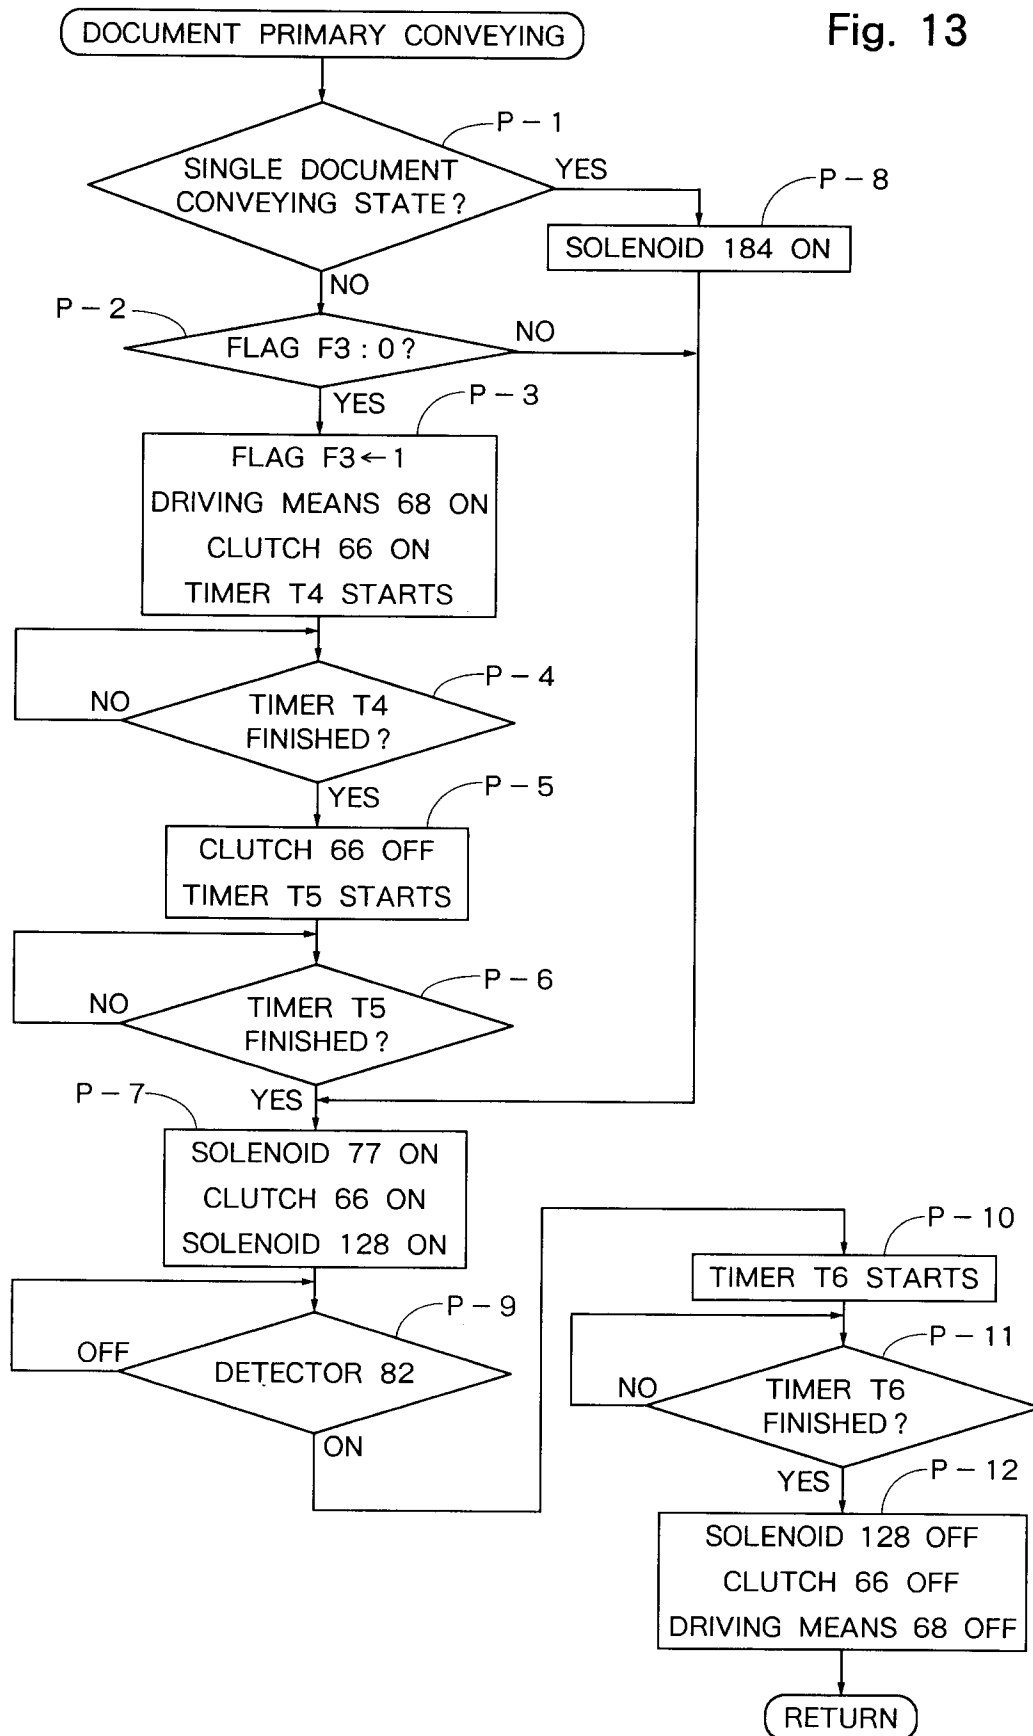 DOCUMENT PRIMARY CONVEYING
Fig. 13
P-1
SINGLE DOCUMENT
CONVEYING STATE?
YES
P-8
SOLENOID 184 ON
NO
P-2
FLAG F3:0?
NO
YES
P-3
FLAG F3←1
DRIVING MEANS 68 ON
CLUTCH 66 ON
TIMER T4 STARTS
P-4
NO
TIMER T4
FINISHED?
YES
P-5
CLUTCH 66 OFF
TIMER T5 STARTS
P-6
NO
TIMER T5
FINISHED?
YES
P-7
SOLENOID 77 ON
CLUTCH 66 ON
SOLENOID 128 ON
P-9
OFF
DETECTOR 82
ON
P-10
TIMER T6 STARTS
P-11
NO
TIMER T6
FINISHED?
YES
P-12
SOLENOID 128 OFF
CLUTCH 66 OFF
DRIVING MEANS 68 OFF
RETURN